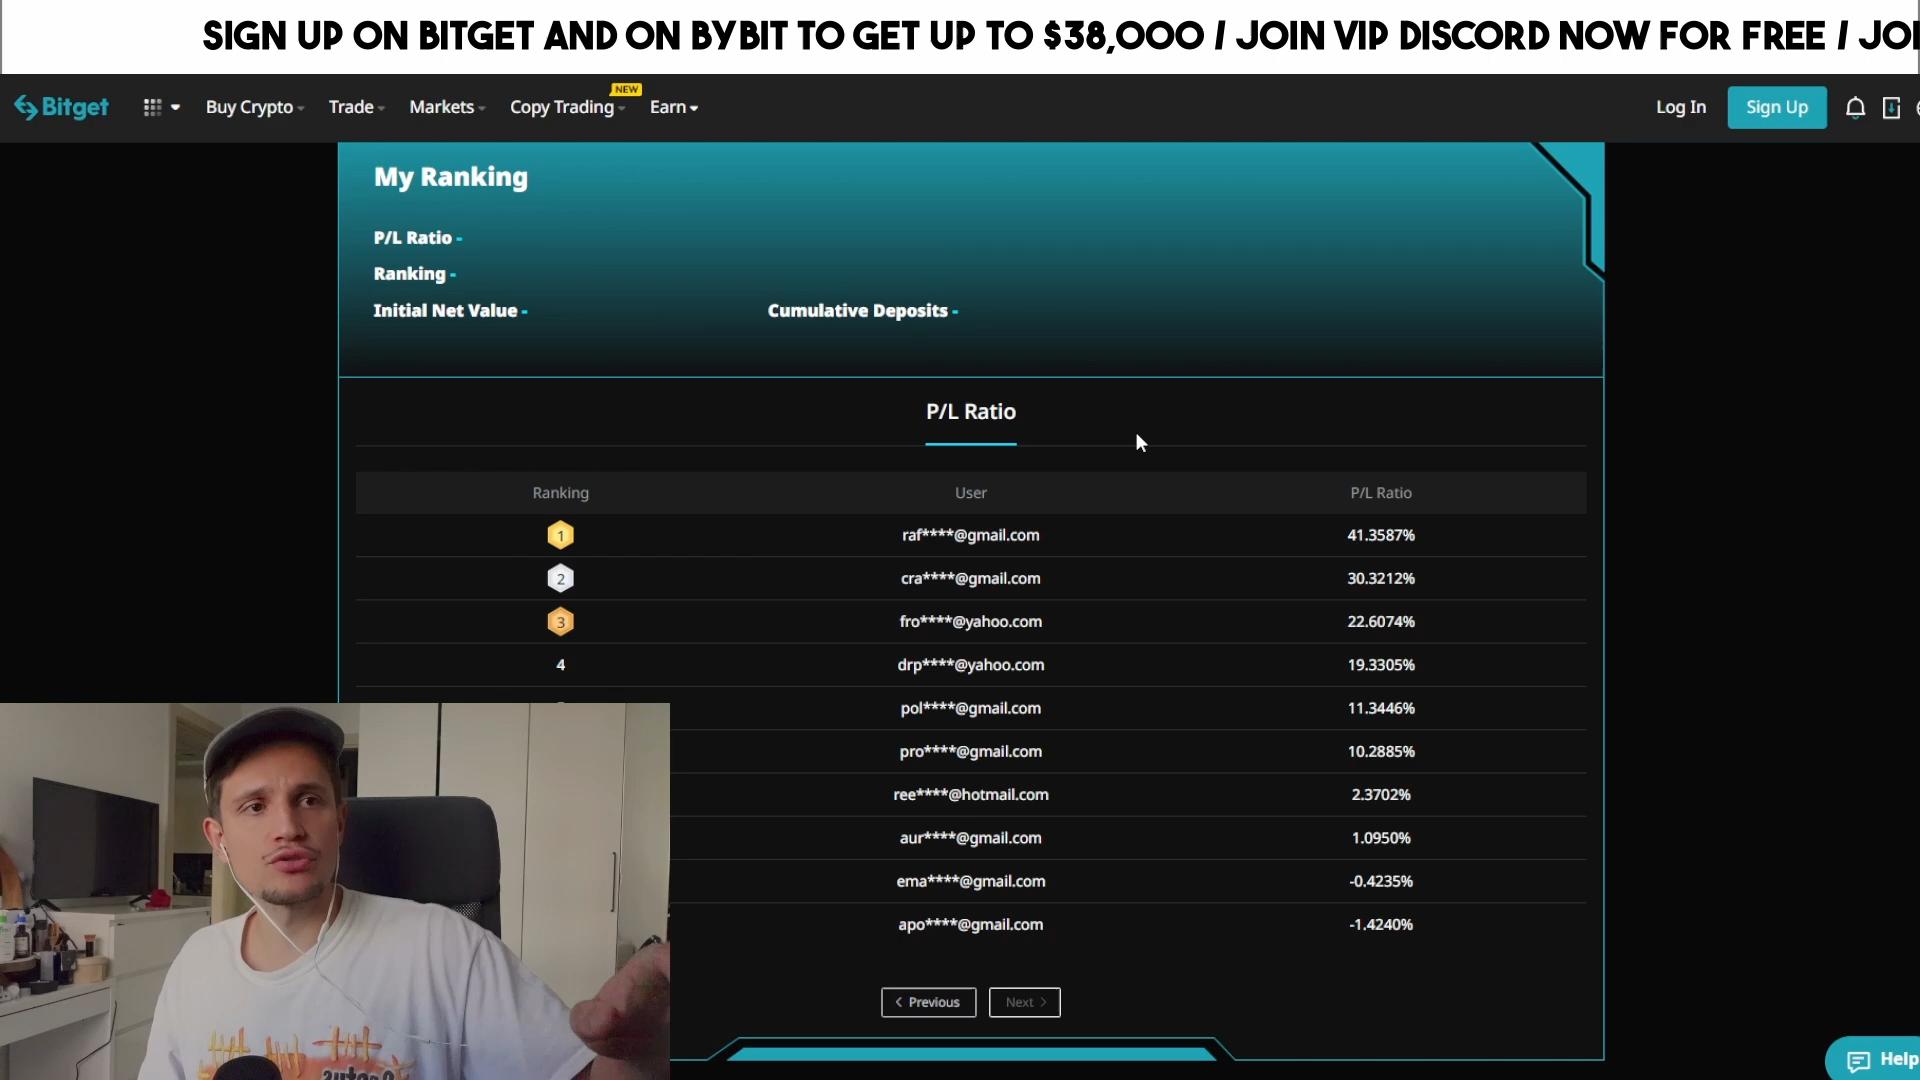 SIGN UP ON BITGET AND ON BYBIT TO GET UP TO $38,000 / JOIN VIP DISCORD NOW FOR FREE / JOI
Bitget Buy Crypto Trade Markets Copy Trading NEW Earn Log In Sign Up
My Ranking
P/L Ratio -
Ranking -
Initial Net Value - Cumulative Deposits -
P/L Ratio
Ranking User P/L Ratio
1 raf****@gmail.com 41.3587%
2 cra****@gmail.com 30.3212%
3 fro****@yahoo.com 22.6074%
4 drp****@yahoo.com 19.3305%
pol****@gmail.com 11.3446%
pro****@gmail.com 10.2885%
ree****@hotmail.com 2.3702%
aur****@gmail.com 1.0950%
ema****@gmail.com -0.4235%
apo****@gmail.com -1.4240%
< Previous Next >
Help